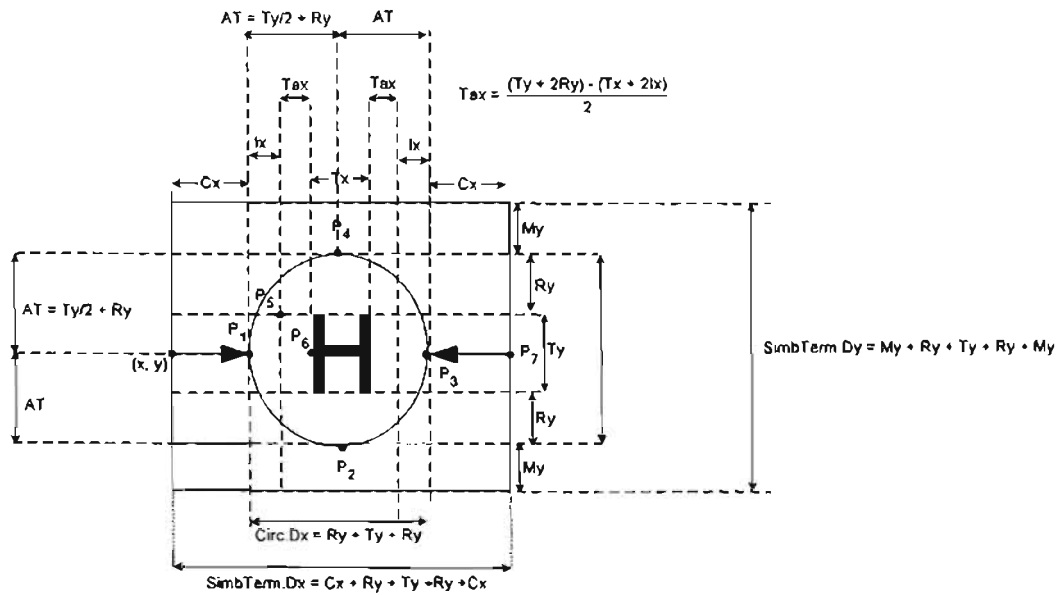 AT = Ty/2 + Ry
AT
Tax
Tax
Tax = (Ty + 2Ry) - (Tx + 2Ix)
2
Ix
Ix
Cx
Tx
Cx
P4
My
Ry
P5
AT = Ty/2 + Ry
P1
P6
H
P7
Ty
SimbTerm.Dy = My + Ry + Ty + Ry + My
(x, y)
P3
AT
Ry
P2
My
Circ.Dx = Ry + Ty + Ry
SimbTerm.Dx = Cx + Ry + Ty +Ry +Cx